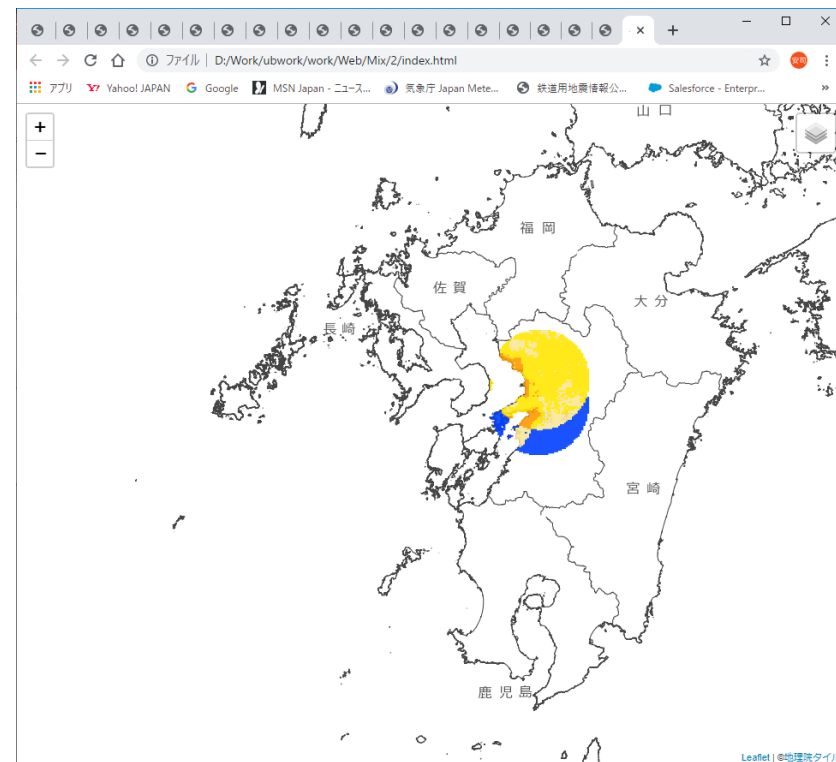 ファイル | D:/Work/ubwork/work/Web/Mix/2/index.html
安司
アプリ Yahoo! JAPAN Google MSN Japan - ニュース... 気象庁 Japan Mete... 鉄道用地震情報公... Salesforce - Enterpr... »
+
−
山口
福岡
佐賀
大分
長崎
宮崎
鹿児島
Leaflet | ©地理院タイル